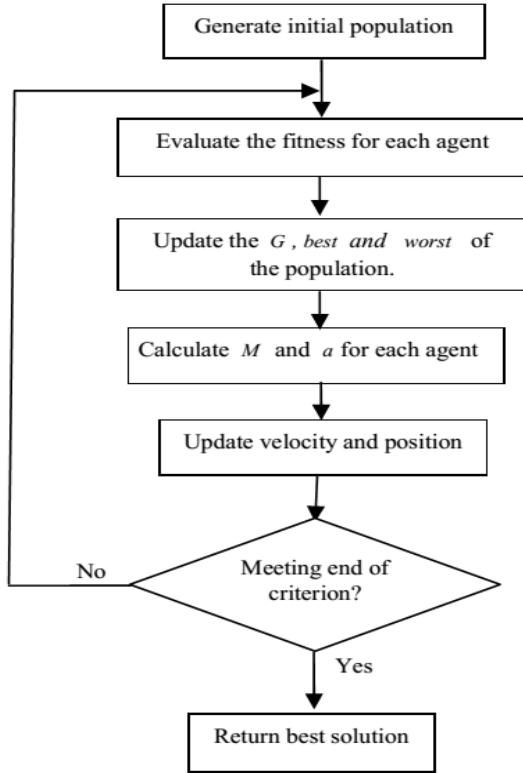 Generate initial population
Evaluate the fitness for each agent
Update the G , best and worst of
the population.
Calculate M and a for each agent
Update velocity and position
Meeting end of
criterion?
No
Yes
Return best solution